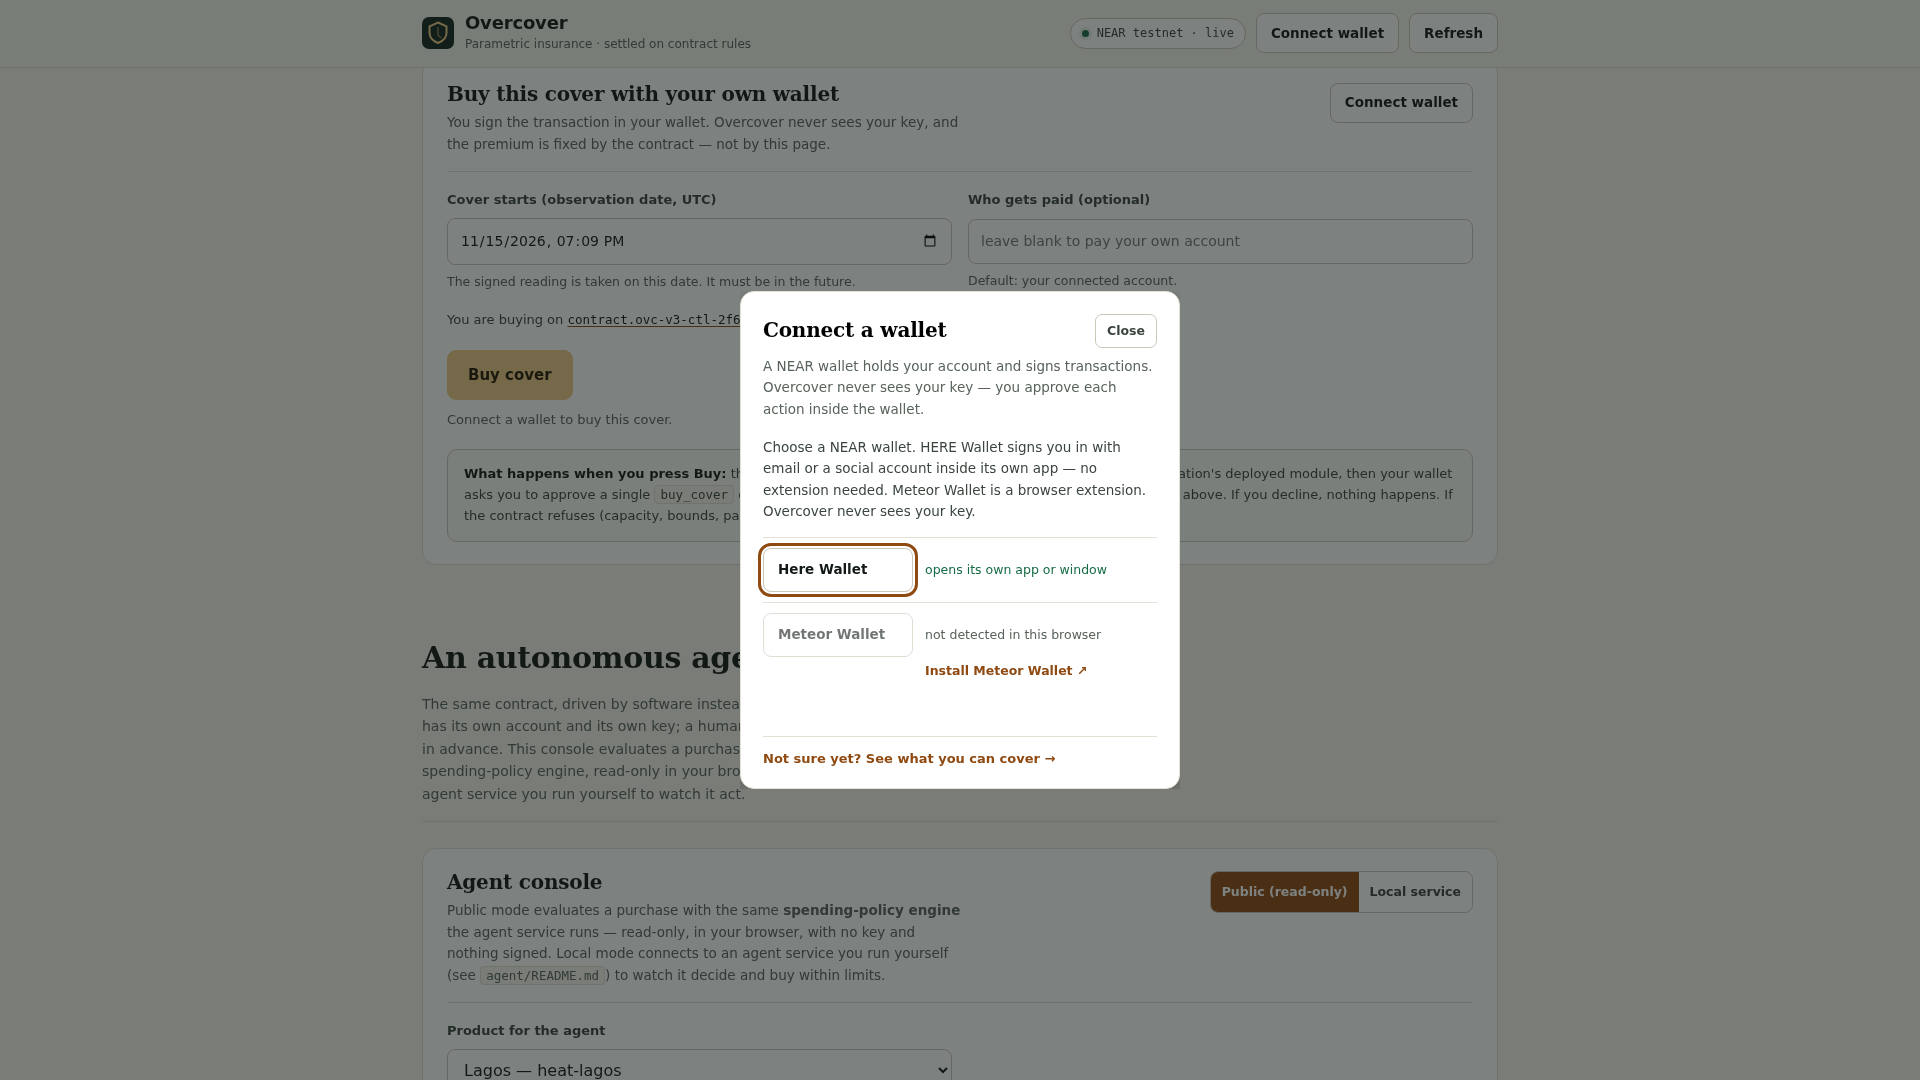 Overcover
Parametric insurance · settled on contract rules
NEAR testnet · live
Connect wallet
Refresh
Buy this cover with your own wallet
You sign the transaction in your wallet. Overcover never sees your key, and
the premium is fixed by the contract — not by this page.
Connect wallet
Cover starts (observation date, UTC)
11/15/2026, 07:09 PM
The signed reading is taken on this date. It must be in the future.
Who gets paid (optional)
leave blank to pay your own account
Default: your connected account.
You are buying on contract.ovc-v3-ctl-2f6
Buy cover
Connect a wallet to buy this cover.
What happens when you press Buy:
ation's deployed module, then your wallet
asks you to approve a single buy_cover
above. If you decline, nothing happens. If
the contract refuses (capacity, bounds, pa
Connect a wallet
Close
A NEAR wallet holds your account and signs transactions.
Overcover never sees your key — you approve each
action inside the wallet.
Choose a NEAR wallet. HERE Wallet signs you in with
email or a social account inside its own app — no
extension needed. Meteor Wallet is a browser extension.
Overcover never sees your key.
Here Wallet
opens its own app or window
Meteor Wallet
not detected in this browser
Install Meteor Wallet ↗
Not sure yet? See what you can cover →
An autonomous age
The same contract, driven by software instea
has its own account and its own key; a huma
in advance. This console evaluates a purchas
spending-policy engine, read-only in your bro
agent service you run yourself to watch it act.
Agent console
Public mode evaluates a purchase with the same spending-policy engine
the agent service runs — read-only, in your browser, with no key and
nothing signed. Local mode connects to an agent service you run yourself
(see agent/README.md) to watch it decide and buy within limits.
Public (read-only)
Local service
Product for the agent
Lagos — heat-lagos